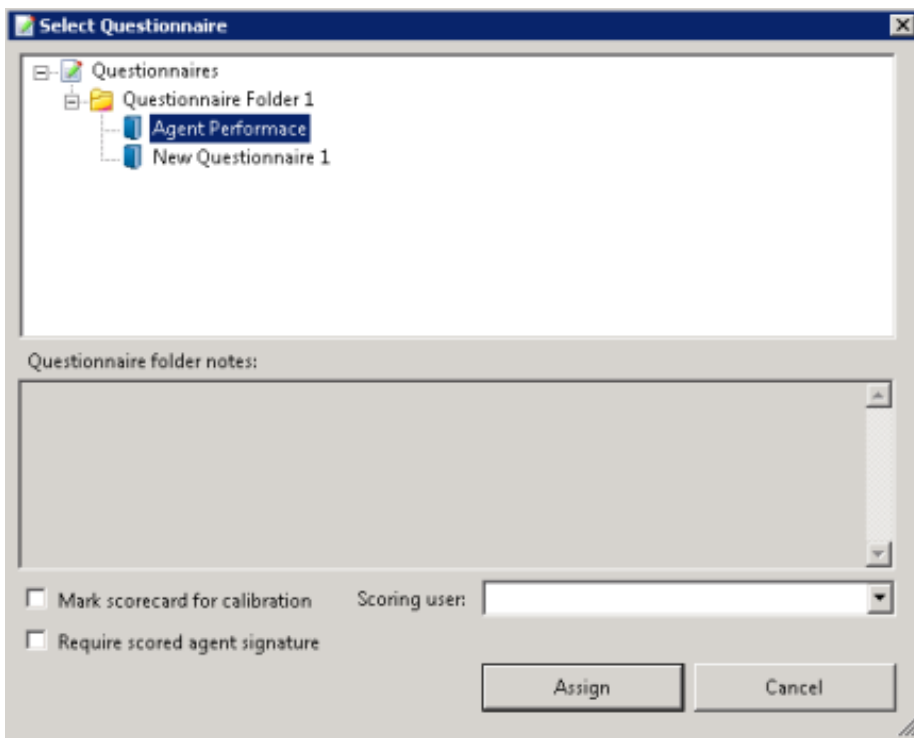 Select Questionnaire
Questionnaires
Questionnaire Folder 1
Agent Performace
New Questionnaire 1
Questionnaire folder notes:
Mark scorecard for calibration Scoring user:
Require scored agent signature
Assign Cancel